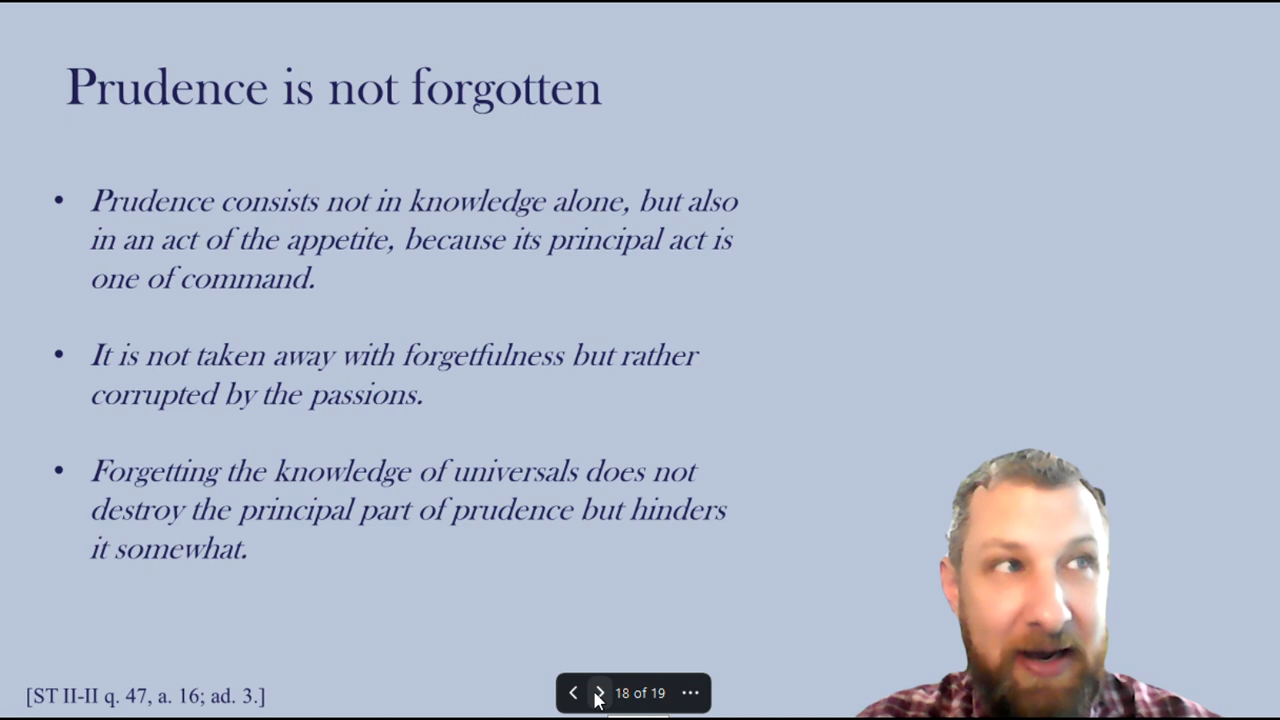 Prudence is not forgotten
• Prudence consists not in knowledge alone, but also
in an act of the appetite, because its principal act is
one of command.
• It is not taken away with forgetfulness but rather
corrupted by the passions.
• Forgetting the knowledge of universals does not
destroy the principal part of prudence but hinders
it somewhat.
[ST II-II q. 47, a. 16; ad. 3.]
18 of 19